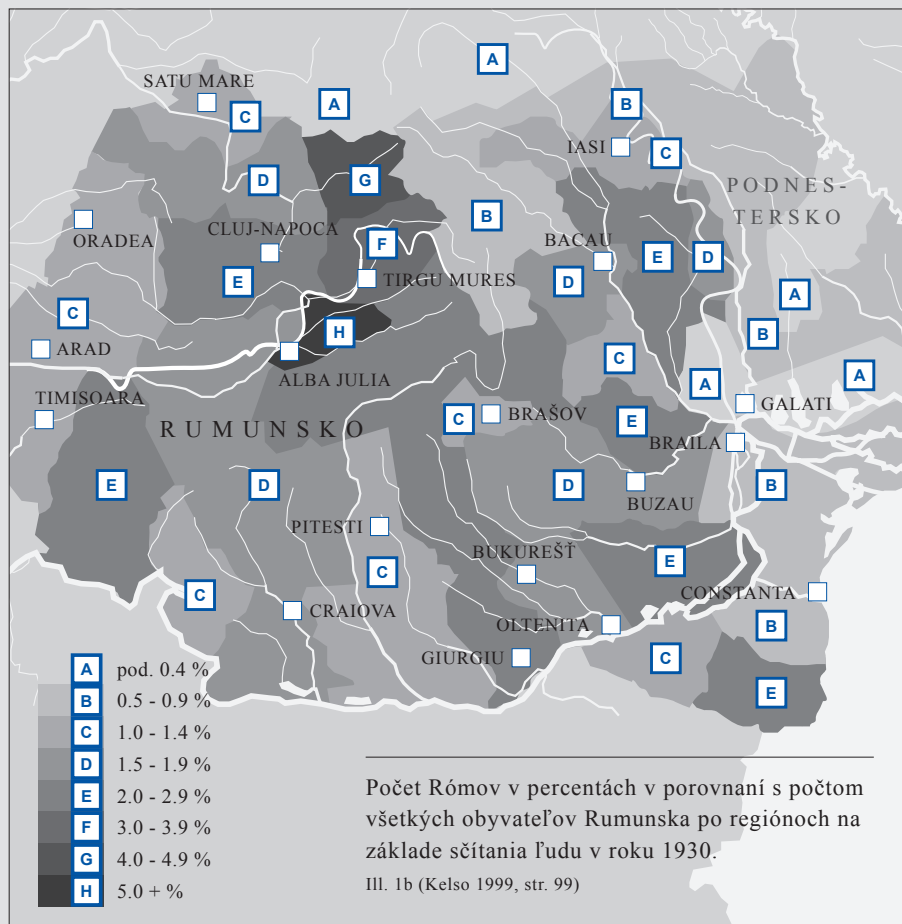 A
SATU MARE
A
B
C
IASI
C
D
G
PODNES-
TERSKO
B
ORADEA
CLUJ-NAPOCA
F
BACAU
E
D
E
TIRGU MURES
D
A
C
H
B
ARAD
ALBA JULIA
C
A
A
TIMISOARA
GALATI
RUMUNSKO
C
BRAŠOV
E
BRAILA
E
D
D
BUZAU
B
PITESTI
BUKUREŠŤ
E
C
C
CONSTANTA
CRAIOVA
OLTENITA
B
GIURGIU
C
E
A pod. 0.4 %
B 0.5 - 0.9 %
C 1.0 - 1.4 %
D 1.5 - 1.9 %
E 2.0 - 2.9 %
F 3.0 - 3.9 %
G 4.0 - 4.9 %
H 5.0 + %
Počet Rómov v percentách v porovnaní s počtom
všetkých obyvateľov Rumunska po regiónoch na
základe sčítania ľudu v roku 1930.
Ill. 1b (Kelso 1999, str. 99)